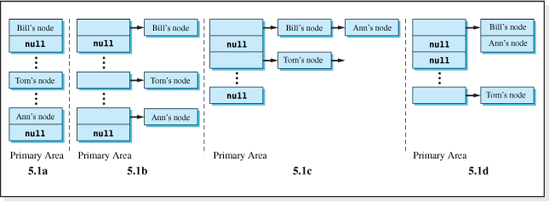 Bill's node
null
Tom's node
Ann's node
null
Primary Area
5.1a
Bill's node
null
Tom's node
Ann's node
null
Primary Area
5.1b
Bill's node
Ann's node
null
Tom's node
null
Primary Area
5.1c
Bill's node
Ann's node
null
null
Tom's node
Primary Area
5.1d